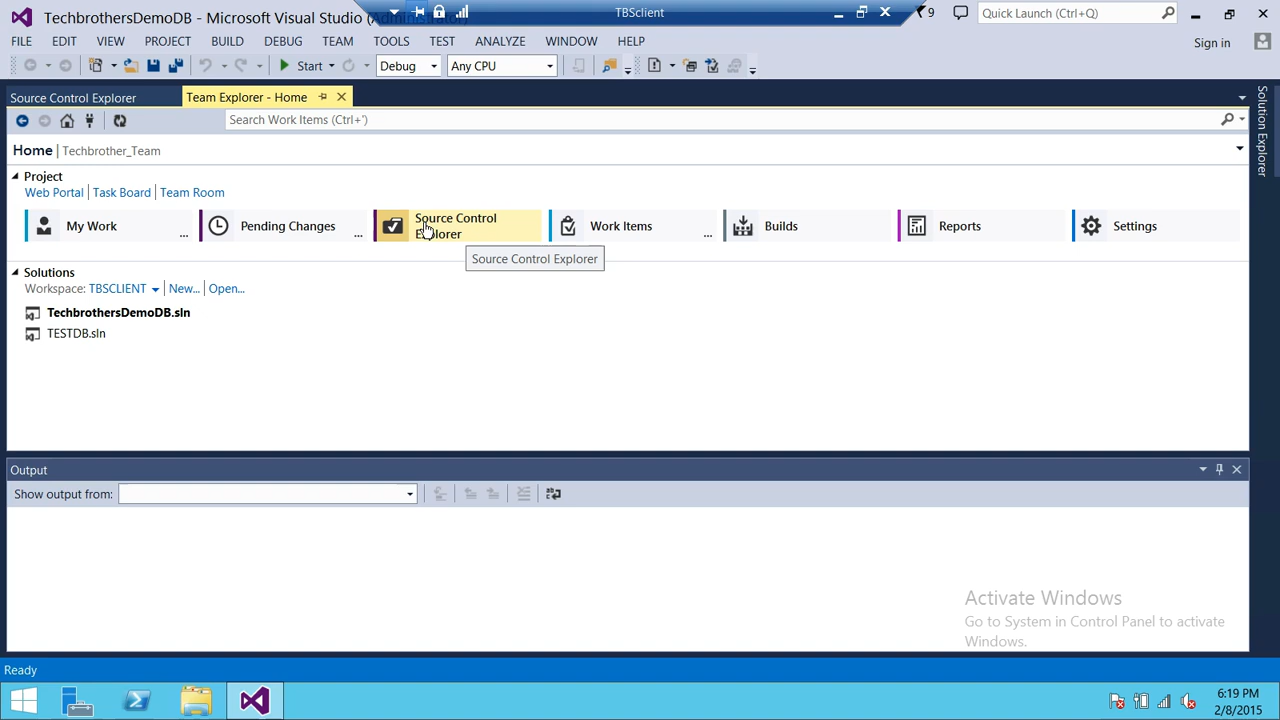 TechbrothersDemoDB - Microsoft Visual Studio (Administrator)
TBSclient
9
Quick Launch (Ctrl+Q)
FILE EDIT VIEW PROJECT BUILD DEBUG TEAM TOOLS TEST ANALYZE WINDOW HELP
Sign in
Start Debug Any CPU
Source Control Explorer Team Explorer - Home
Solution Explorer
Search Work Items (Ctrl+')
Home | Techbrother_Team
Project
Web Portal | Task Board | Team Room
My Work ...
Pending Changes ...
Source Control
Explorer
Work Items ...
Builds
Reports
Settings
Source Control Explorer
Solutions
Workspace: TBSCLIENT | New... | Open...
TechbrothersDemoDB.sln
TESTDB.sln
Output
Show output from:
Activate Windows
Go to System in Control Panel to activate
Windows.
Ready
6:19 PM
2/8/2015